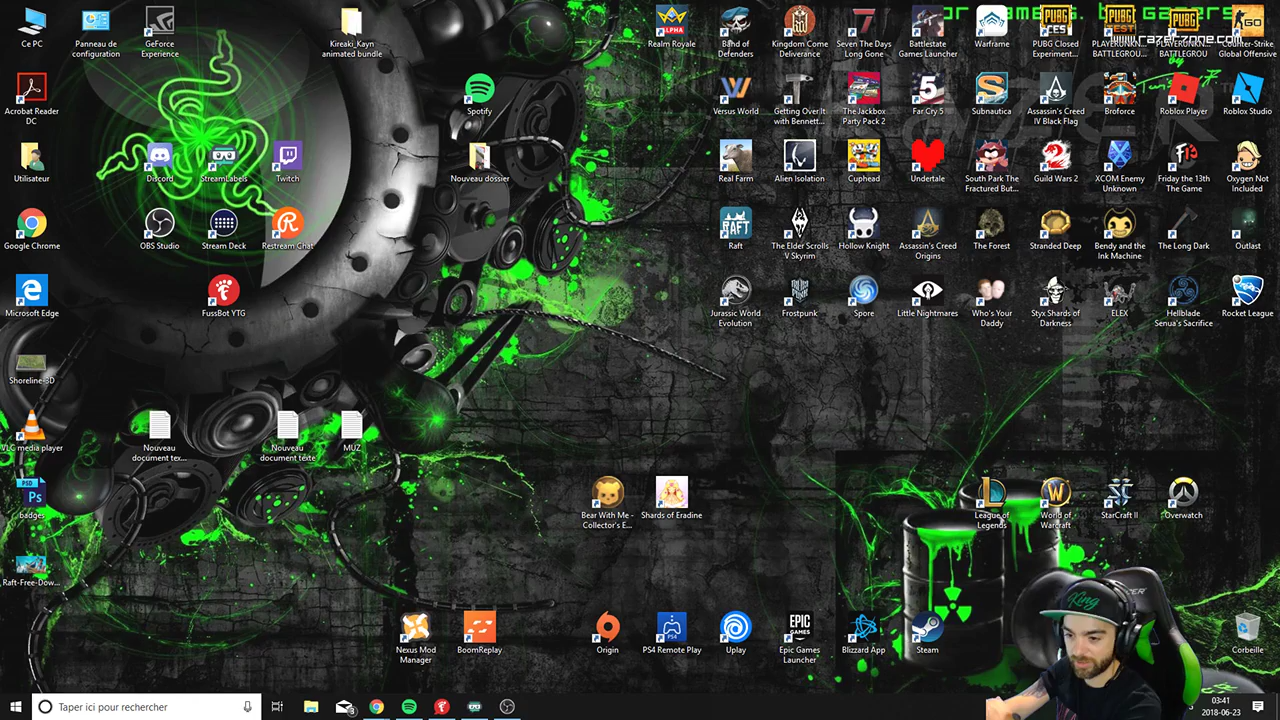 or Gamers. by Gamers
www.razerzone.com
Ce PC
Panneau de
configuration
GeForce
Experience
Kireaki_Kayn
animated bundle
Realm Royale
Band of
Defenders
Kingdom Come
Deliverance
Seven The Days
Long Gone
Battlestate
Games Launcher
Warframe
PUBG Closed
Experiment...
PLAYERUNKN...
BATTLEGROU...
PLAYERUNKN...
BATTLEGROU
Counter-Strike
Global Offensive
Acrobat Reader
DC
Spotify
Versus World
Getting Over It
with Bennett...
The Jackbox
Party Pack 2
Far Cry 5
Subnautica
Assassin's Creed
IV Black Flag
Broforce
by
Roblox Player
Roblox Studio
Utilisateur
Discord
StreamLabels
Twitch
Nouveau dossier
Real Farm
Alien Isolation
Cuphead
Undertale
South Park The
Fractured But...
Guild Wars 2
XCOM Enemy
Unknown
Friday the 13th
The Game
Oxygen Not
Included
Google Chrome
OBS Studio
Stream Deck
Restream Chat
Raft
The Elder Scrolls
V Skyrim
Hollow Knight
Assassin's Creed
Origins
The Forest
Stranded Deep
Bendy and the
Ink Machine
The Long Dark
Outlast
Microsoft Edge
FussBot YTG
Jurassic World
Evolution
Frostpunk
Spore
Little Nightmares
Who's Your
Daddy
Styx Shards of
Darkness
ELEX
Hellblade
Senua's Sacrifice
Rocket League
Shoreline-3D
VLC media player
Nouveau
document tex...
Nouveau
document texte
MUZ
badges
Bear With Me -
Collector's E...
Shards of Eradine
League of
Legends
World of
Warcraft
StarCraft II
Overwatch
Raft-Free-Dow...
Nexus Mod
Manager
BoomReplay
Origin
PS4 Remote Play
Uplay
Epic Games
Launcher
Blizzard App
Steam
King
Corbeille
Taper ici pour rechercher
03:41
2018-06-23